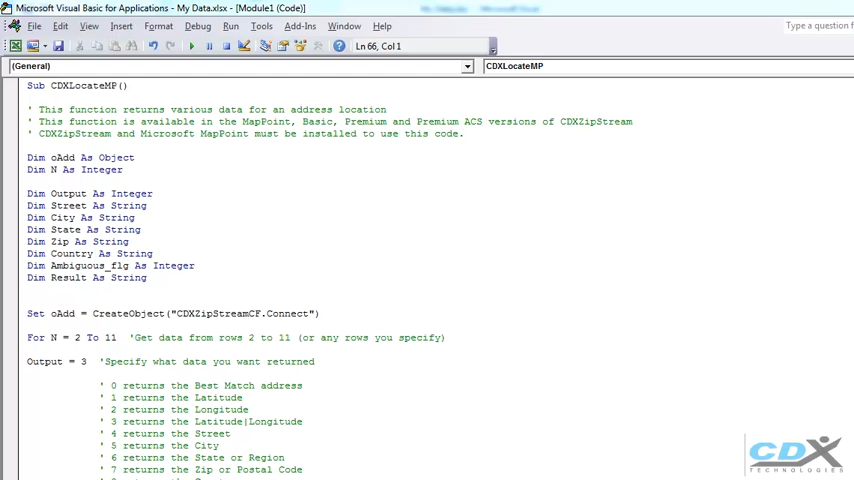 Microsoft Visual Basic for Applications - My Data.xlsx - [Module1 (Code)]
File Edit View Insert Format Debug Run Tools Add-Ins Window Help
Type a question for
Ln 66, Col 1
(General) CDXLocateMP
Sub CDXLocateMP()
' This function returns various data for an address location
' This function is available in the MapPoint, Basic, Premium and Premium ACS versions of CDXZipStream
' CDXZipStream and Microsoft MapPoint must be installed to use this code.
Dim oAdd As Object
Dim N As Integer
Dim Output As Integer
Dim Street As String
Dim City As String
Dim State As String
Dim Zip As String
Dim Country As String
Dim Ambiguous_flg As Integer
Dim Result As String
Set oAdd = CreateObject("CDXZipStreamCF.Connect")
For N = 2 To 11 'Get data from rows 2 to 11 (or any rows you specify)
Output = 3 'Specify what data you want returned
' 0 returns the Best Match address
' 1 returns the Latitude
' 2 returns the Longitude
' 3 returns the Latitude|Longitude
' 4 returns the Street
' 5 returns the City
' 6 returns the State or Region
' 7 returns the Zip or Postal Code
CDX
TECHNOLOGIES